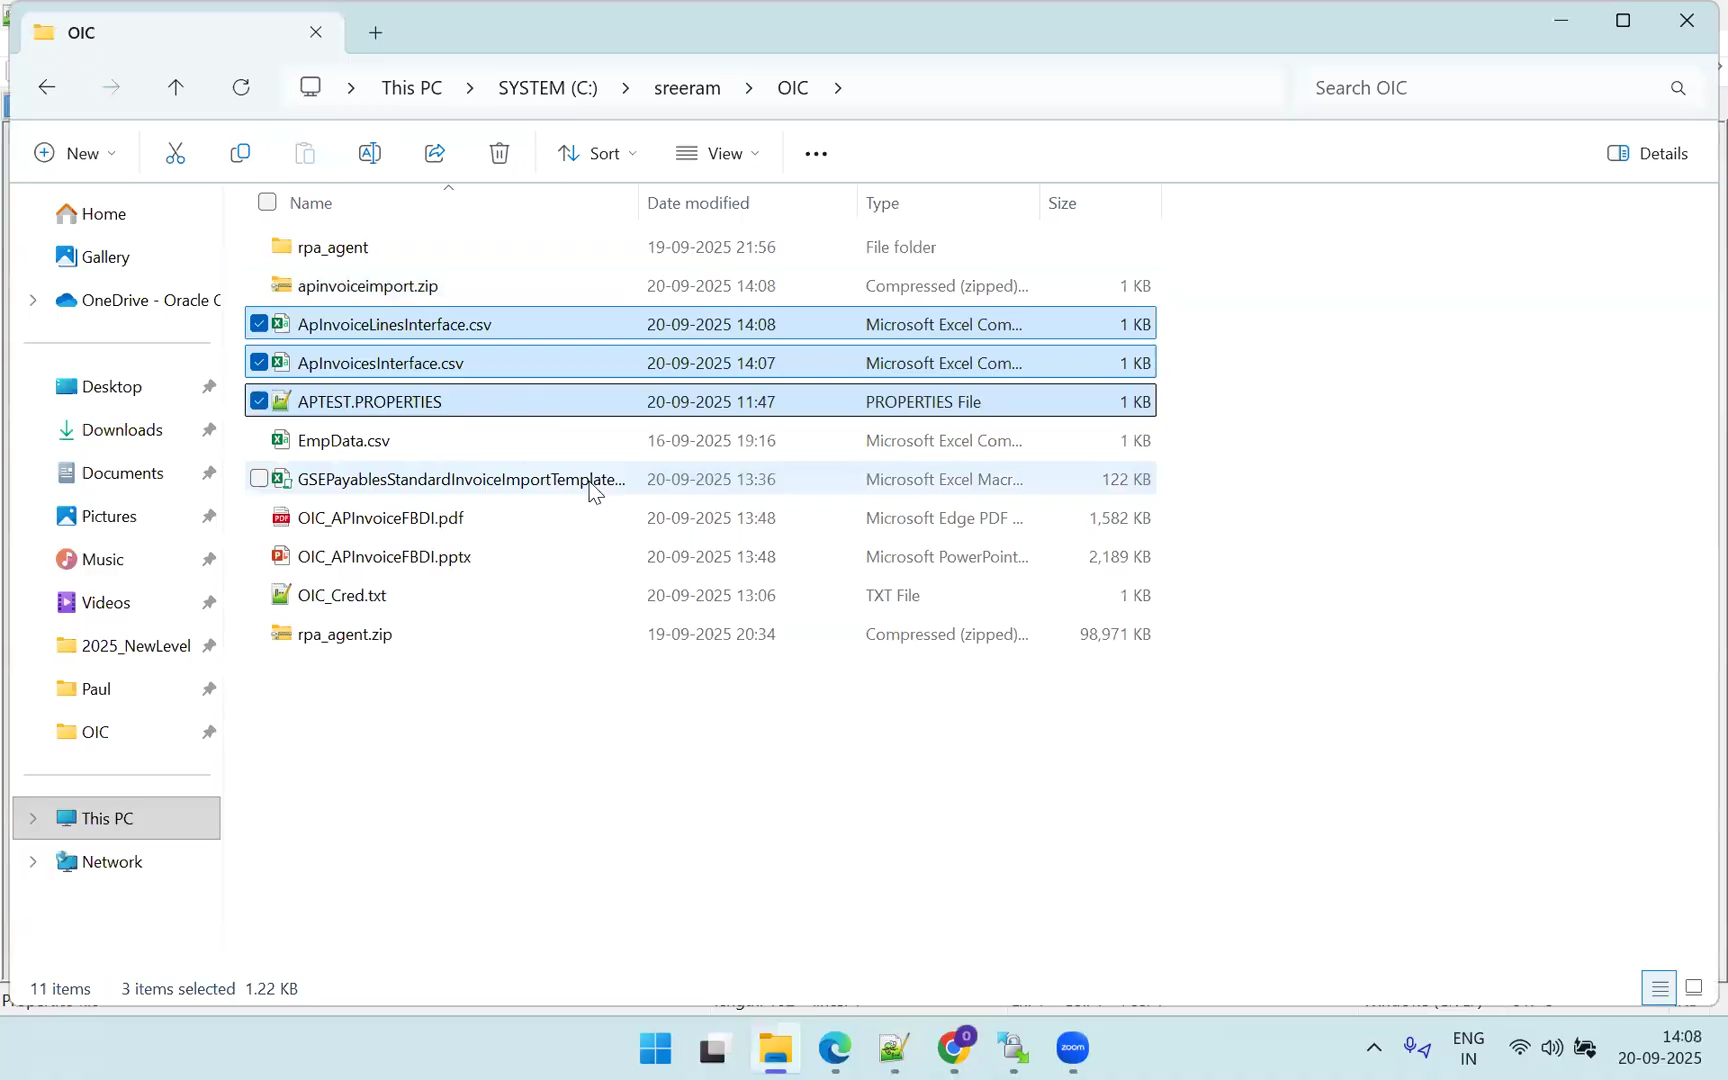 OIC
This PC
SYSTEM (C:)
sreeram
OIC
Search OIC
New
Sort
View
Details
Name
Date modified
Type
Size
Home
Gallery
OneDrive - Oracle C
Desktop
Downloads
Documents
Pictures
Music
Videos
2025_NewLevel
Paul
OIC
This PC
Network
rpa_agent 19-09-2025 21:56 File folder
apinvoiceimport.zip 20-09-2025 14:08 Compressed (zipped)... 1 KB
ApInvoiceLinesInterface.csv 20-09-2025 14:08 Microsoft Excel Com... 1 KB
ApInvoicesInterface.csv 20-09-2025 14:07 Microsoft Excel Com... 1 KB
APTEST.PROPERTIES 20-09-2025 11:47 PROPERTIES File 1 KB
EmpData.csv 16-09-2025 19:16 Microsoft Excel Com... 1 KB
GSEPayablesStandardInvoiceImportTemplate... 20-09-2025 13:36 Microsoft Excel Macr... 122 KB
OIC_APInvoiceFBDI.pdf 20-09-2025 13:48 Microsoft Edge PDF ... 1,582 KB
OIC_APInvoiceFBDI.pptx 20-09-2025 13:48 Microsoft PowerPoint... 2,189 KB
OIC_Cred.txt 20-09-2025 13:06 TXT File 1 KB
rpa_agent.zip 19-09-2025 20:34 Compressed (zipped)... 98,971 KB
11 items 3 items selected 1.22 KB
0
zoom
ENG
IN
14:08
20-09-2025